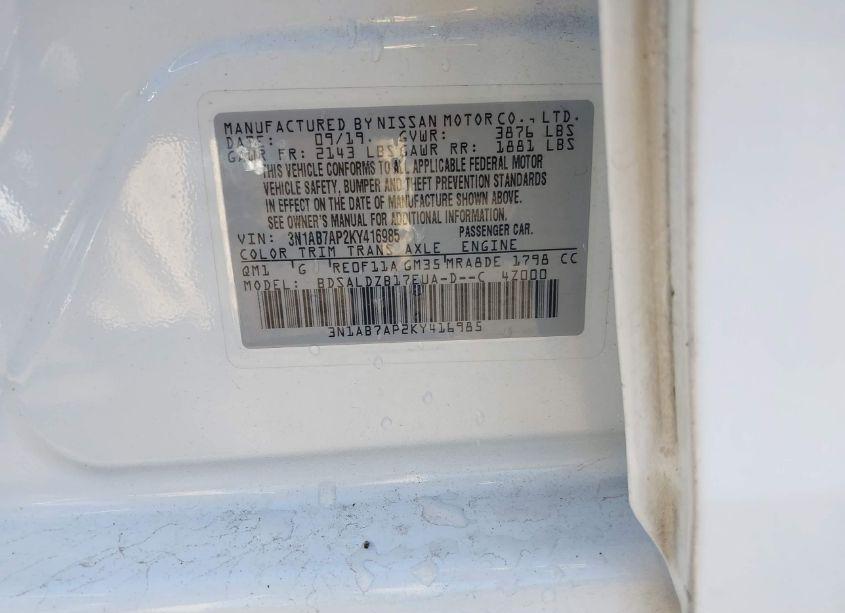 MANUFACTURED BY NISSAN MOTOR CO., LTD.
DATE: 09/19 GVWR: 3876 LBS
GAWR FR: 2143 LBS GAWR RR: 1881 LBS
THIS VEHICLE CONFORMS TO ALL APPLICABLE FEDERAL MOTOR
VEHICLE SAFETY, BUMPER AND THEFT PREVENTION STANDARDS
IN EFFECT ON THE DATE OF MANUFACTURE SHOWN ABOVE.
SEE OWNER'S MANUAL FOR ADDITIONAL INFORMATION.
VIN: 3N1AB7AP2KY416985 PASSENGER CAR.
COLOR TRIM TRANS AXLE ENGINE
QM1 G RE0F11A GM35 MRA8DE 1798 CC
MODEL: BDSALDZB17EUA-D--C 4Z000
3N1AB7AP2KY416985